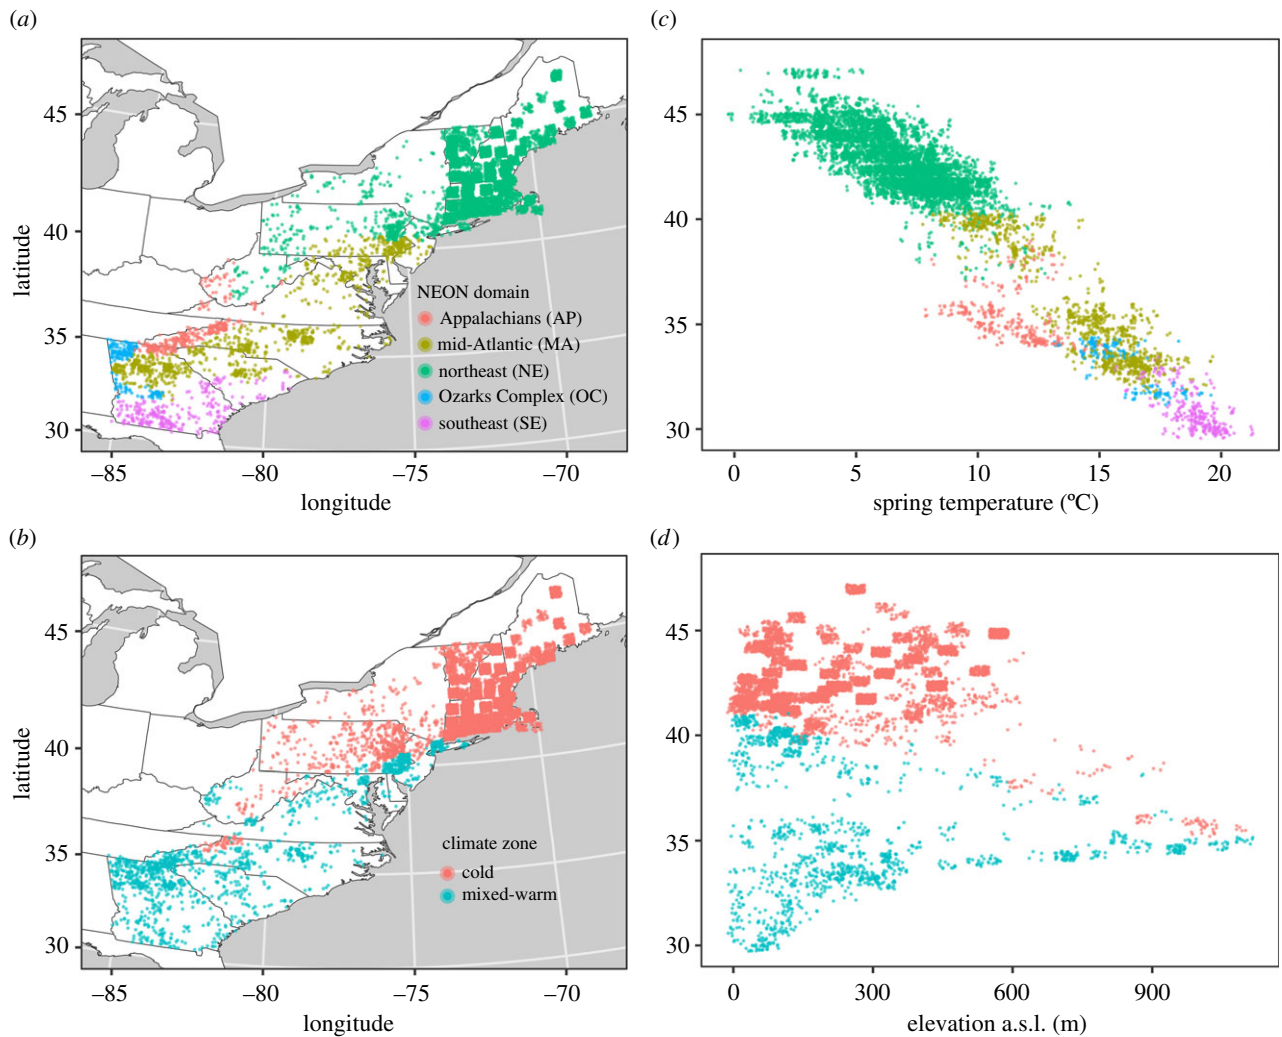 (a)
45
40
35
30
latitude
−85
−80
−75
−70
longitude
NEON domain
Appalachians (AP)
mid-Atlantic (MA)
northeast (NE)
Ozarks Complex (OC)
southeast (SE)
(c)
45
40
35
30
0
5
10
15
20
spring temperature (ºC)
(b)
45
40
35
30
latitude
−85
−80
−75
−70
longitude
climate zone
cold
mixed-warm
(d)
45
40
35
30
0
300
600
900
elevation a.s.l. (m)